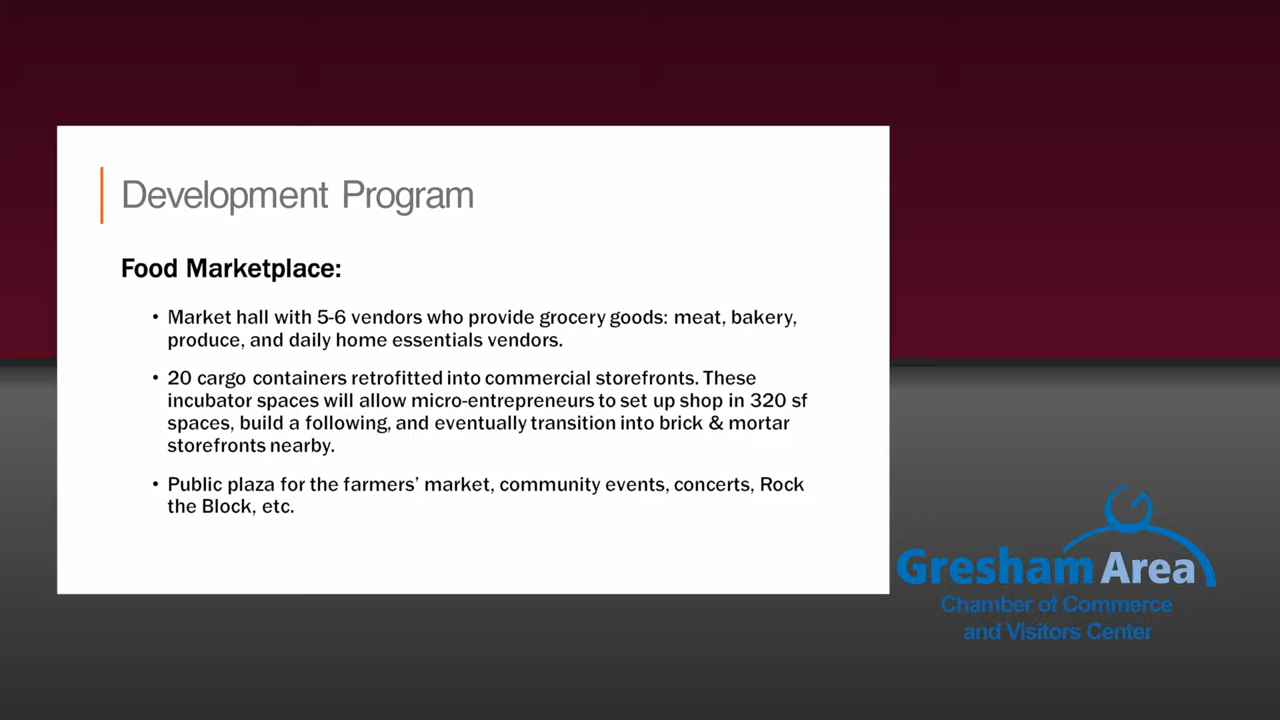 Development Program
Food Marketplace:
• Market hall with 5-6 vendors who provide grocery goods: meat, bakery,
produce, and daily home essentials vendors.
• 20 cargo containers retrofitted into commercial storefronts. These
incubator spaces will allow micro-entrepreneurs to set up shop in 320 sf
spaces, build a following, and eventually transition into brick & mortar
storefronts nearby.
• Public plaza for the farmers’ market, community events, concerts, Rock
the Block, etc.
Gresham Area
Chamber of Commerce
and Visitors Center